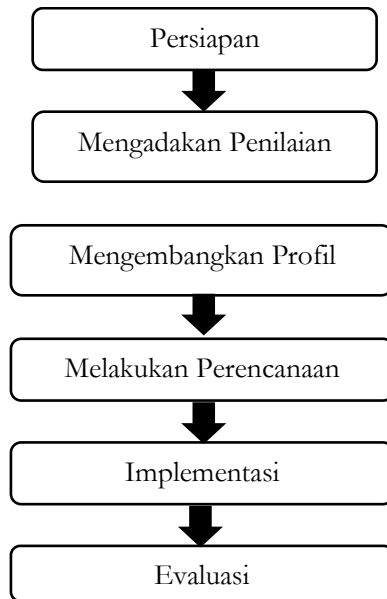 Persiapan
Mengadakan Penilaian
Mengembangkan Profil
Melakukan Perencanaan
Implementasi
Evaluasi